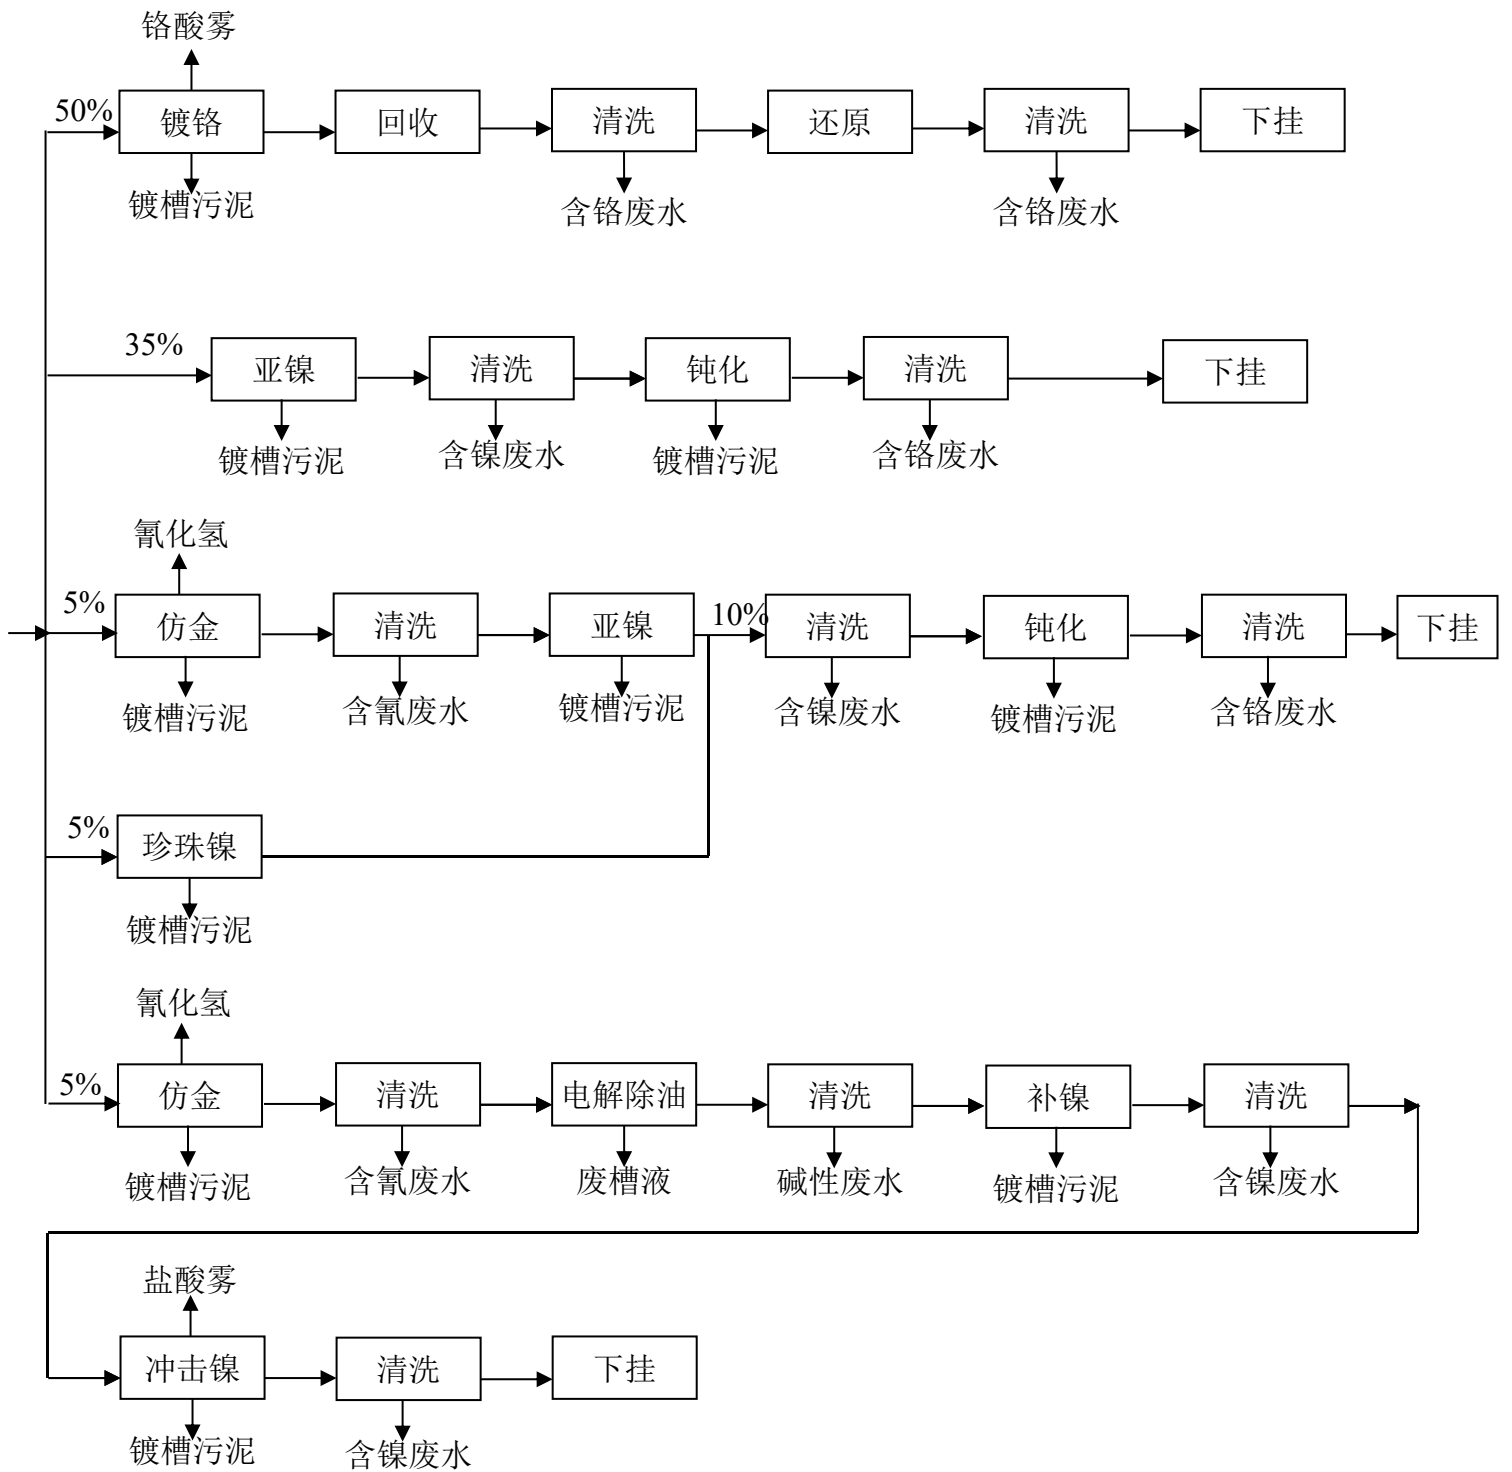 铬酸雾
50%
镀铬
回收
清洗
还原
清洗
下挂
镀槽污泥
含铬废水
含铬废水
35%
亚镍
清洗
钝化
清洗
下挂
镀槽污泥
含镍废水
镀槽污泥
含铬废水
氰化氢
5%
仿金
清洗
亚镍
10%
清洗
钝化
清洗
下挂
镀槽污泥
含氰废水
镀槽污泥
含镍废水
镀槽污泥
含铬废水
5%
珍珠镍
镀槽污泥
氰化氢
5%
仿金
清洗
电解除油
清洗
补镍
清洗
镀槽污泥
含氰废水
废槽液
碱性废水
镀槽污泥
含镍废水
盐酸雾
冲击镍
清洗
下挂
镀槽污泥
含镍废水